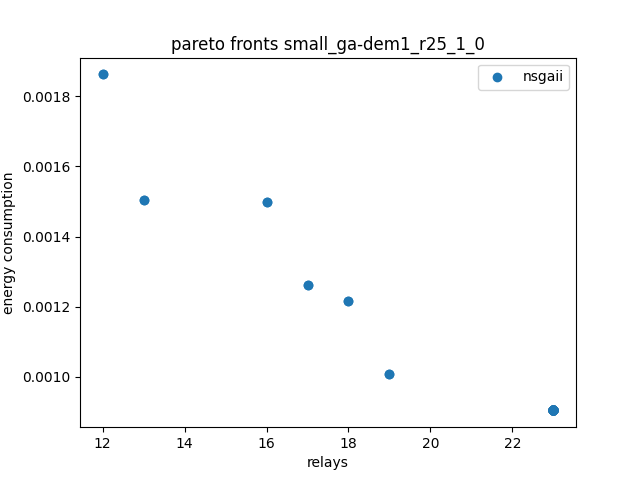 pareto fronts small_ga-dem1_r25_1_0
nsgaii
0.0018
0.0016
0.0014
0.0012
0.0010
energy consumption
12 14 16 18 20 22
relays